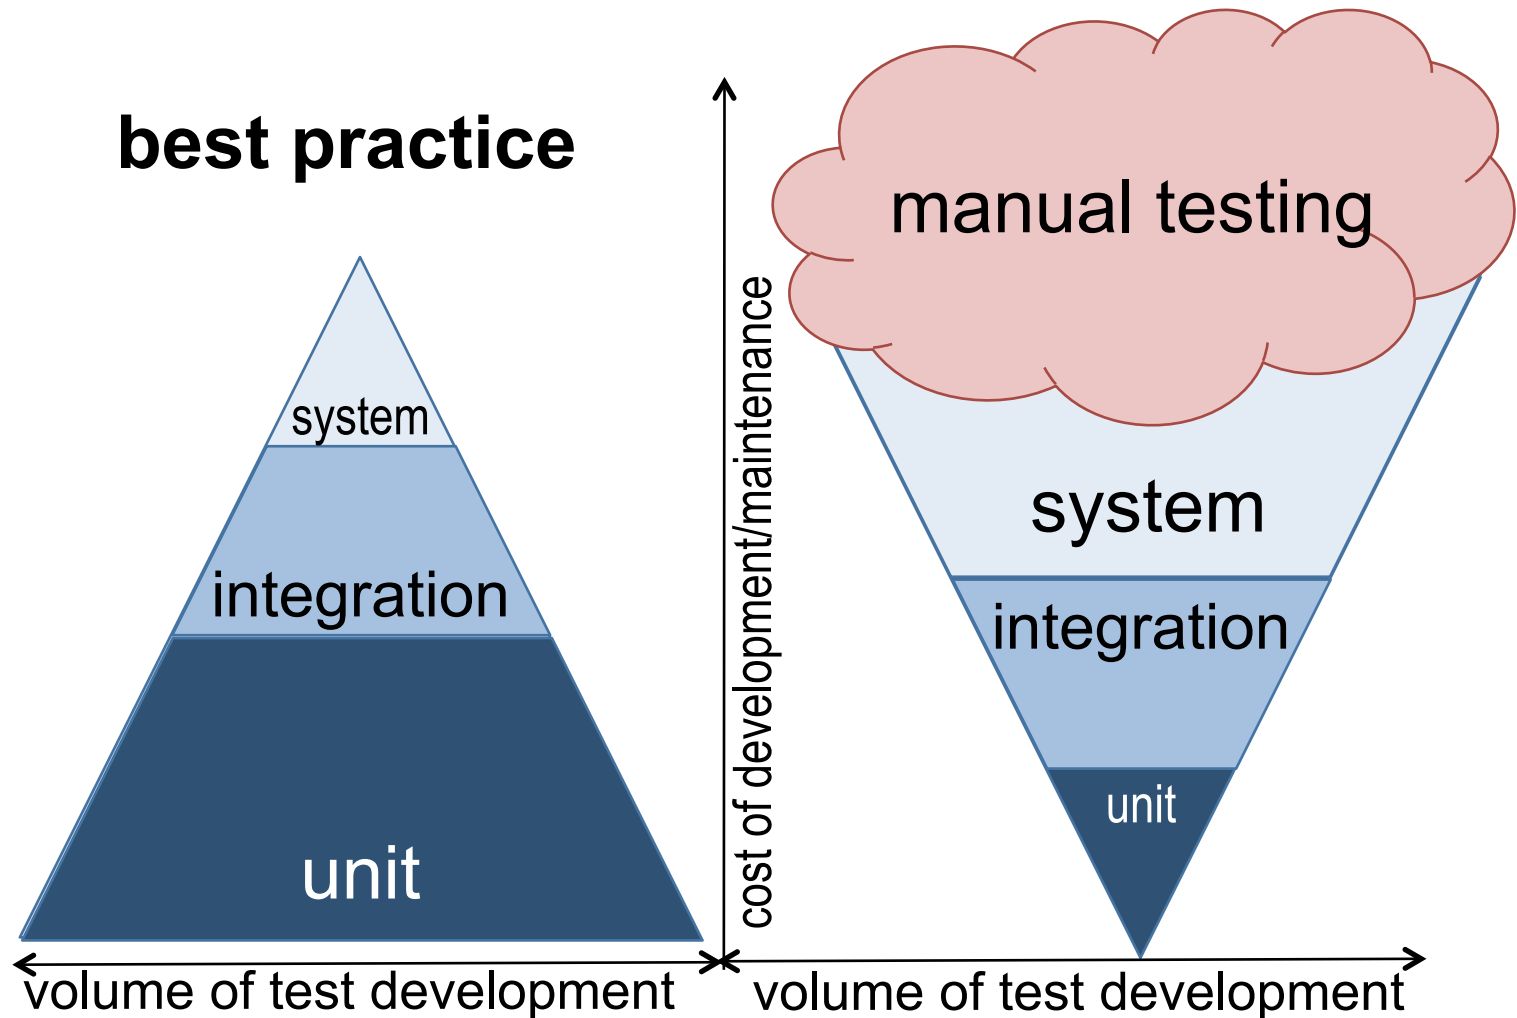 best practice
system
integration
unit
volume of test development
cost of development/maintenance
manual testing
system
integration
unit
volume of test development